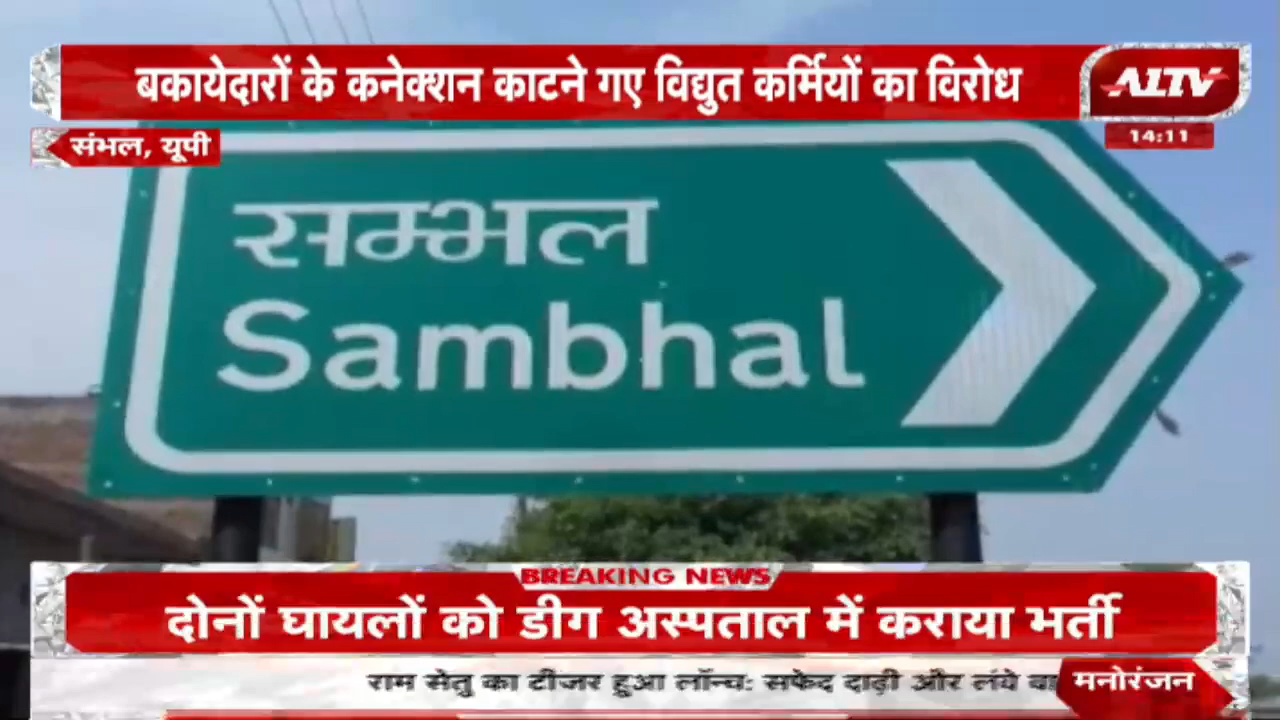 बकायेदारों के कनेक्शन काटने गए विद्युत कर्मियों का विरोध
A1TV
14:11
संभल, यूपी
सम्भल
Sambhal
BREAKING NEWS
दोनों घायलों को डीग अस्पताल में कराया भर्ती
राम सेतु का टीजर हुआ लॉन्च: सफेद दाढ़ी और लंबे
मनोरंजन